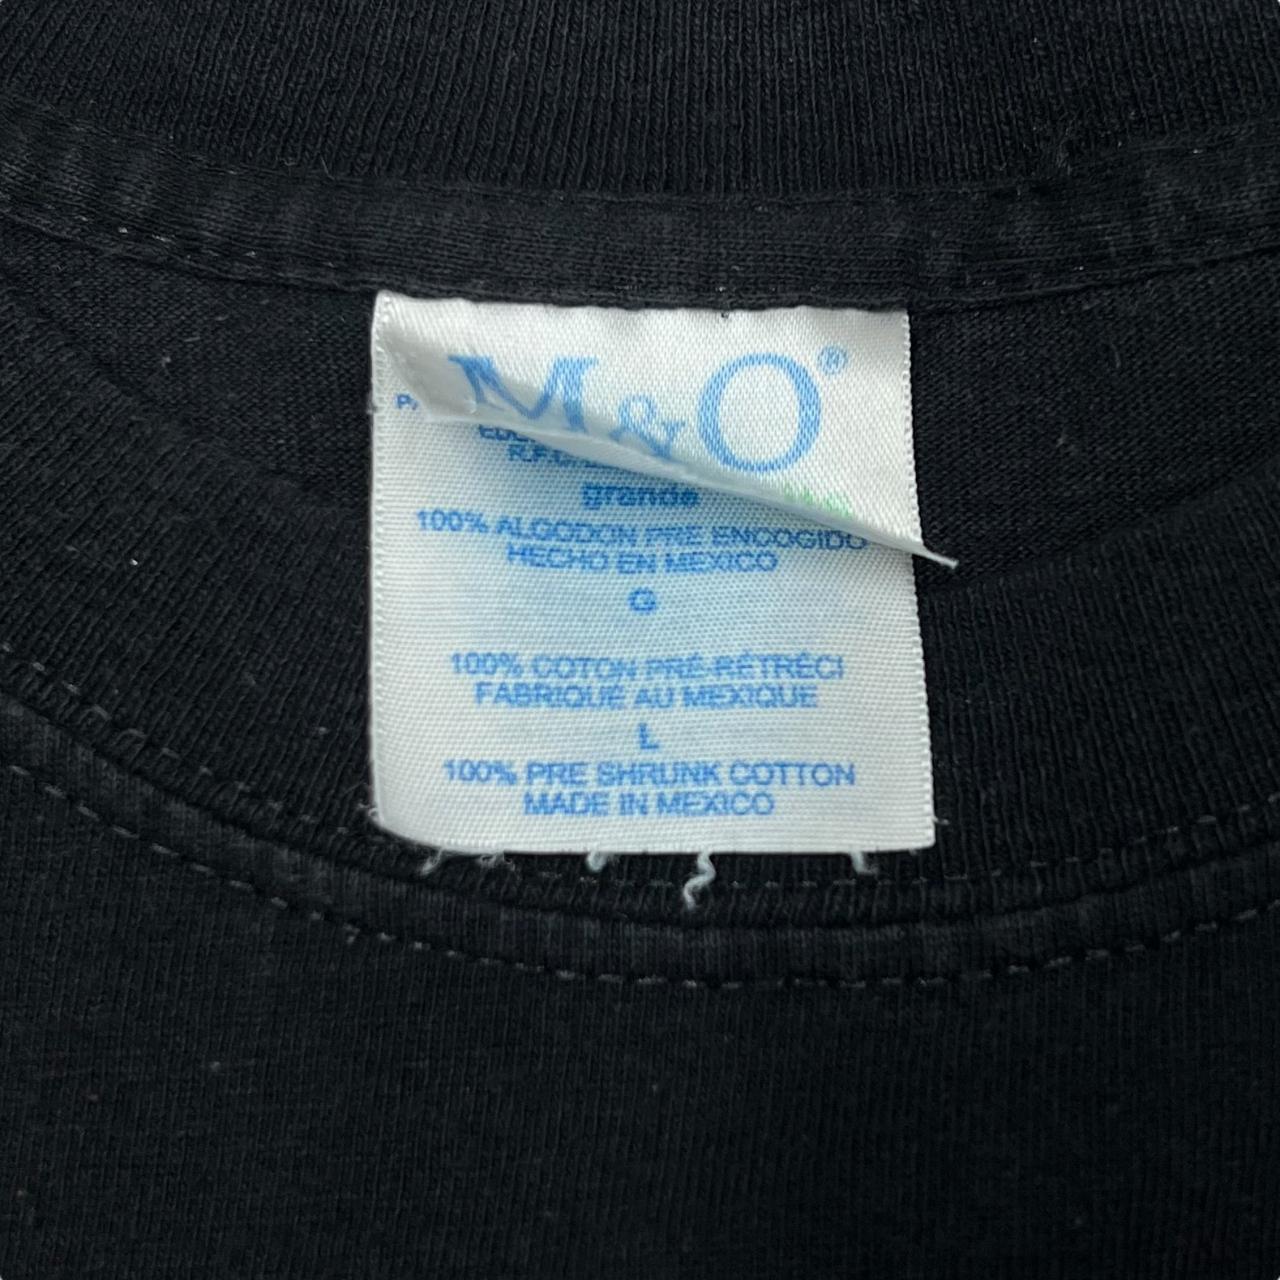 M&O®
grande
100% ALGODON PRE ENCOGIDO
HECHO EN MEXICO
G
100% COTON PRÉ-RÉTRÉCI
FABRIQUÉ AU MEXIQUE
L
100% PRE SHRUNK COTTON
MADE IN MEXICO